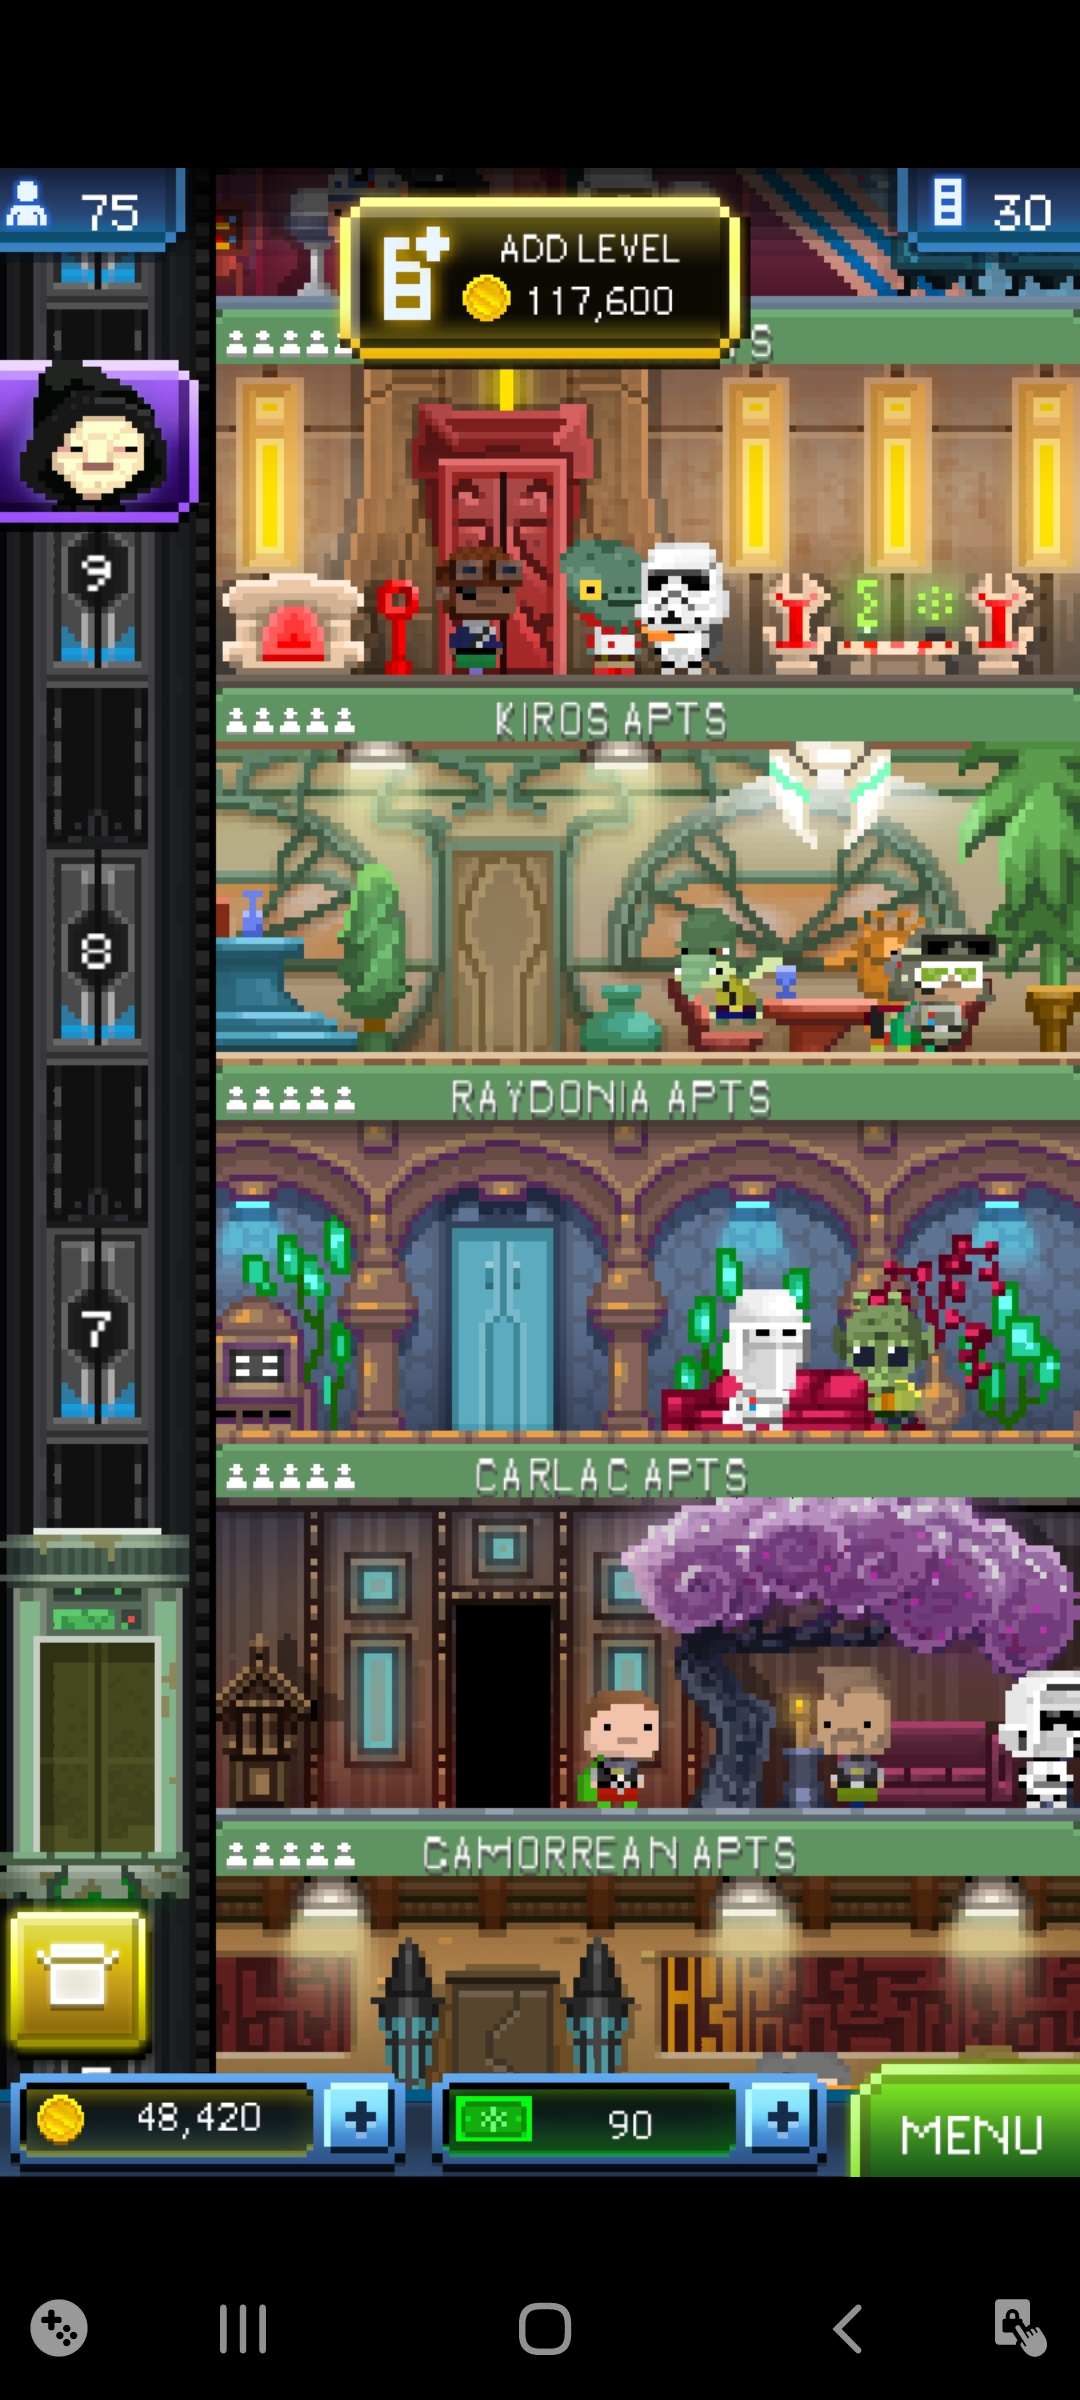 75
30
ADD LEVEL
117,600
9
KIROS APTS
8
RAYDONIA APTS
7
CARLAC APTS
GAMORREAN APTS
48,420
90
MENU